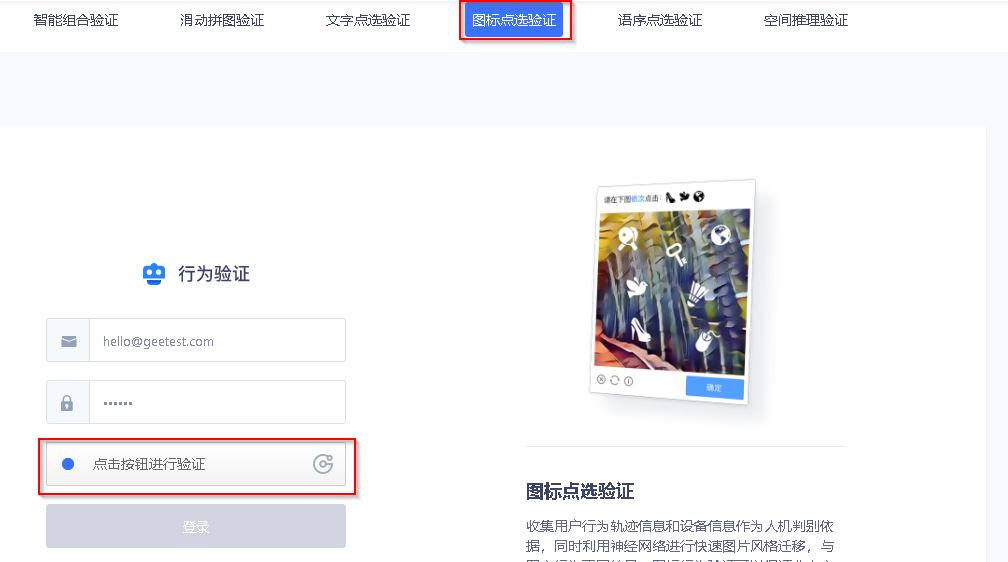 智能组合验证
滑动拼图验证
文字点选验证
图标点选验证
语序点选验证
空间推理验证
请在下图依次点击:
确定
行为验证
hello@geetest.com
••••••
点击按钮进行验证
登录
图标点选验证
收集用户行为轨迹信息和设备信息作为人机判别依
据，同时利用神经网络进行快速图片风格迁移，与